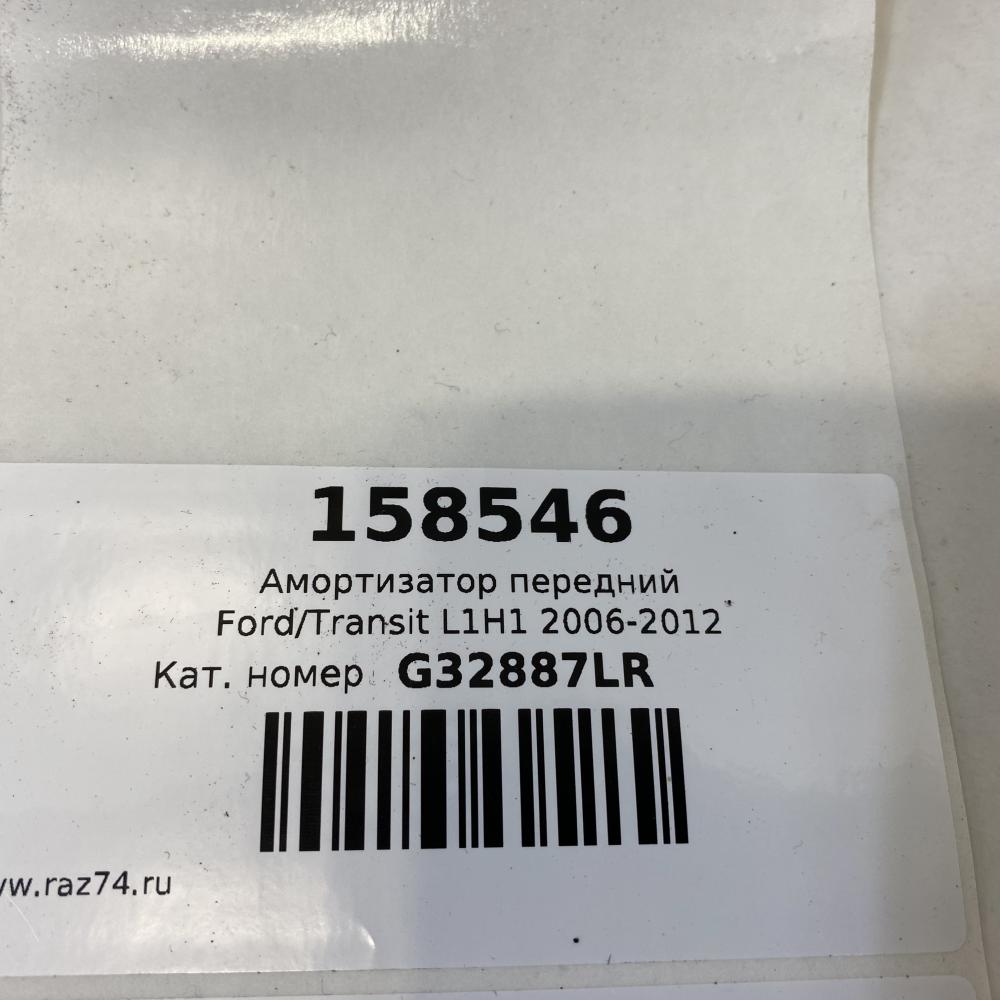 158546
Амортизатор передний
Ford/Transit L1H1 2006-2012
Кат. номер G32887LR
w.raz74.ru